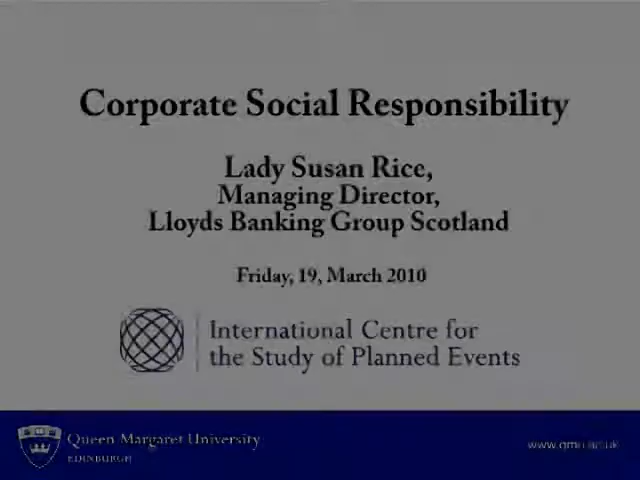 Corporate Social Responsibility
Lady Susan Rice,
Managing Director,
Lloyds Banking Group Scotland
Friday, 19, March 2010
International Centre for
the Study of Planned Events
Queen Margaret University
EDINBURGH
www.qmu.ac.uk